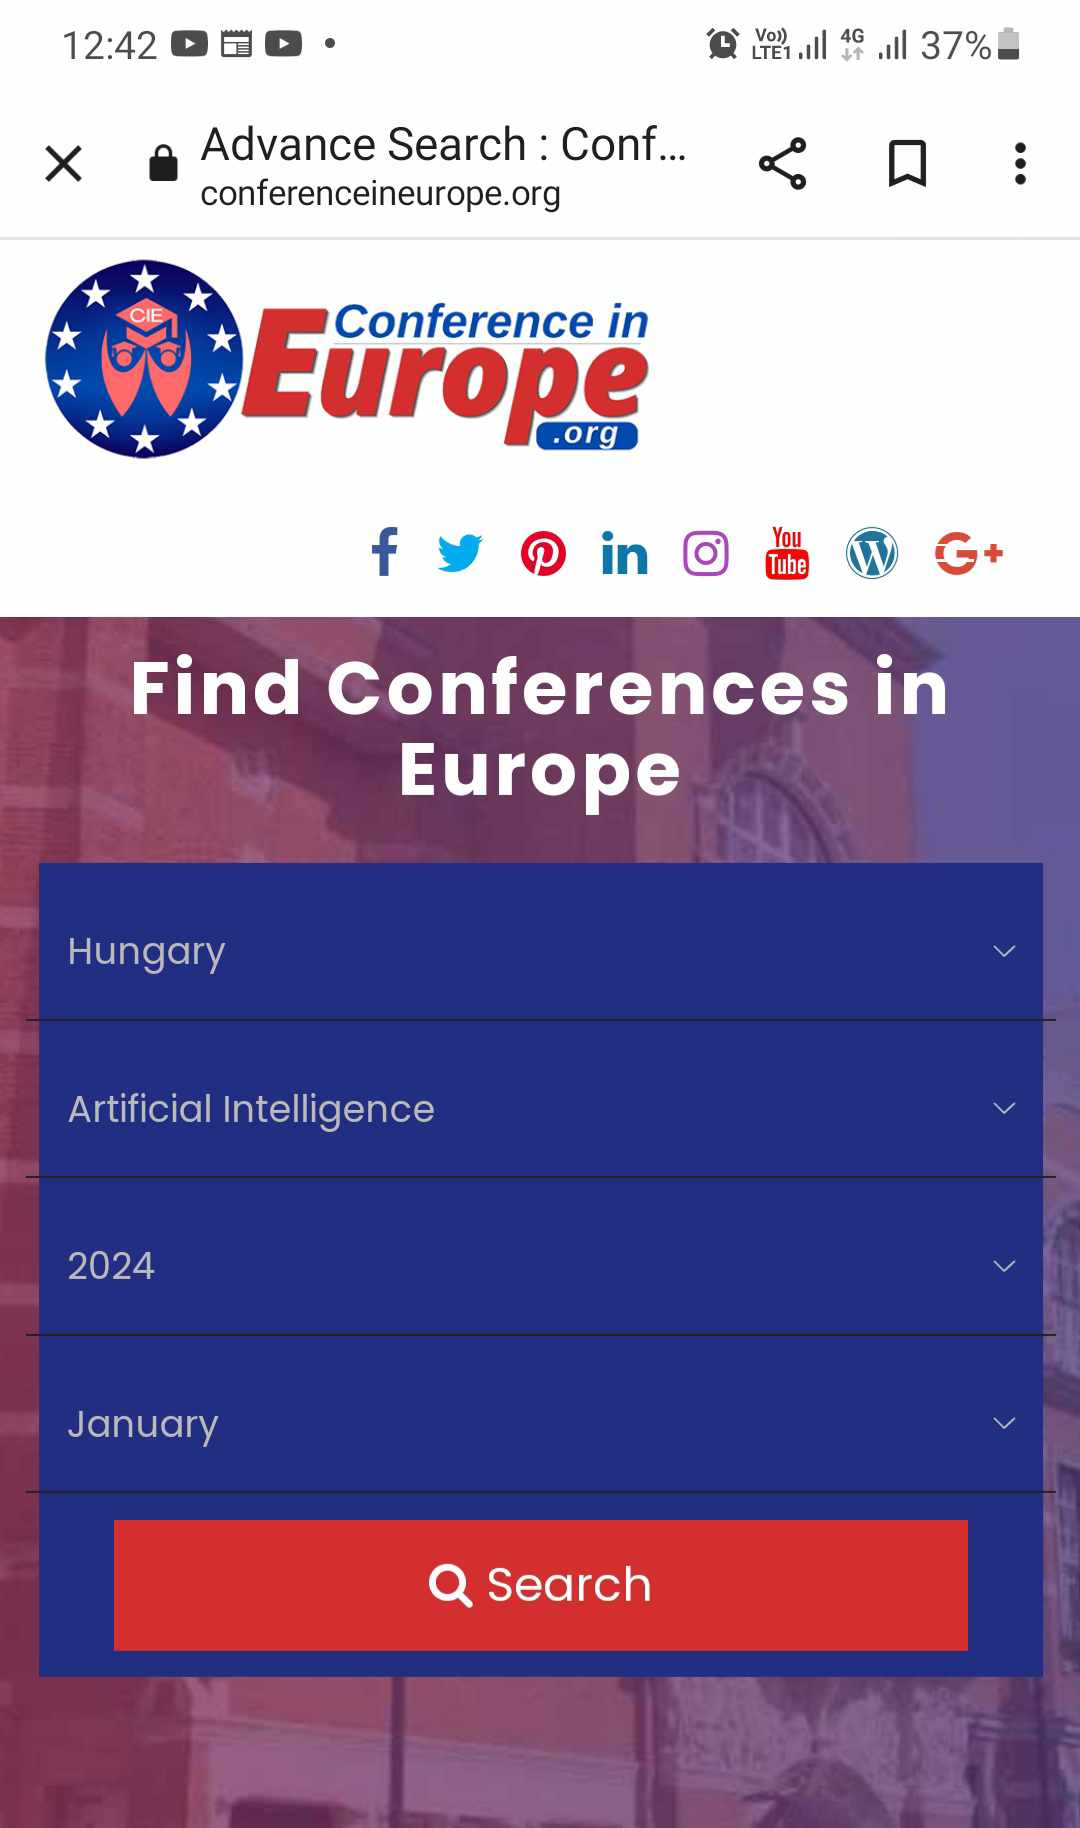 12:42
Vo)) LTE1 4G 37%
Advance Search : Conf...
conferenceineurope.org
CIE
Conference in
Europe
.org
You
Tube
Find Conferences in
Europe
Hungary
Artificial Intelligence
2024
January
Search